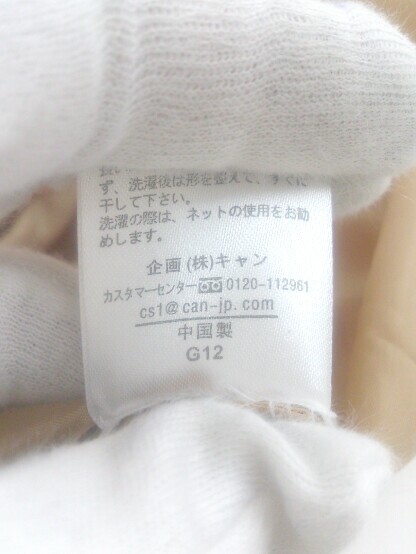 ず、洗濯後は形を整えて、すぐに
干して下さい。
洗濯の際は、ネットの使用をお勧
めします。
企画(株)キャン
カスタマーセンター 0120-112961
cs1@can-jp.com
中国製
G12